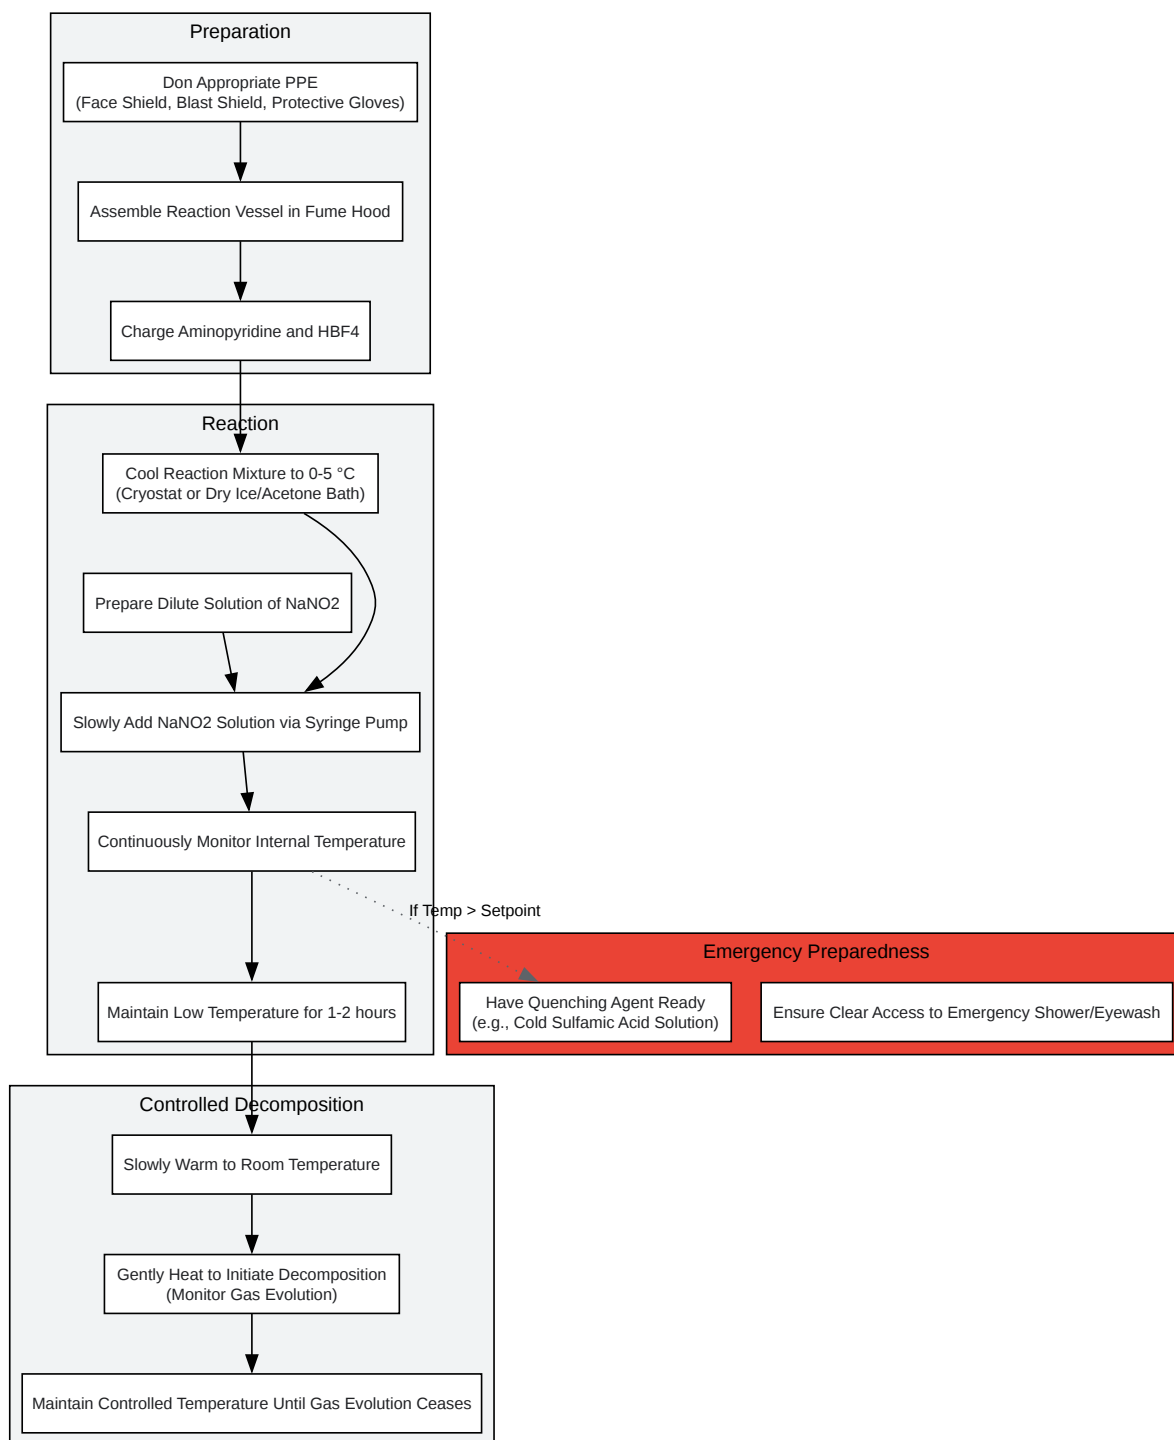 Preparation
Don Appropriate PPE
(Face Shield, Blast Shield, Protective Gloves)
Assemble Reaction Vessel in Fume Hood
Charge Aminopyridine and HBF4
Reaction
Cool Reaction Mixture to 0-5 °C
(Cryostat or Dry Ice/Acetone Bath)
Prepare Dilute Solution of NaNO2
Slowly Add NaNO2 Solution via Syringe Pump
Continuously Monitor Internal Temperature
If Temp > Setpoint
Emergency Preparedness
Have Quenching Agent Ready
(e.g., Cold Sulfamic Acid Solution)
Ensure Clear Access to Emergency Shower/Eyewash
Maintain Low Temperature for 1-2 hours
Controlled Decomposition
Slowly Warm to Room Temperature
Gently Heat to Initiate Decomposition
(Monitor Gas Evolution)
Maintain Controlled Temperature Until Gas Evolution Ceases